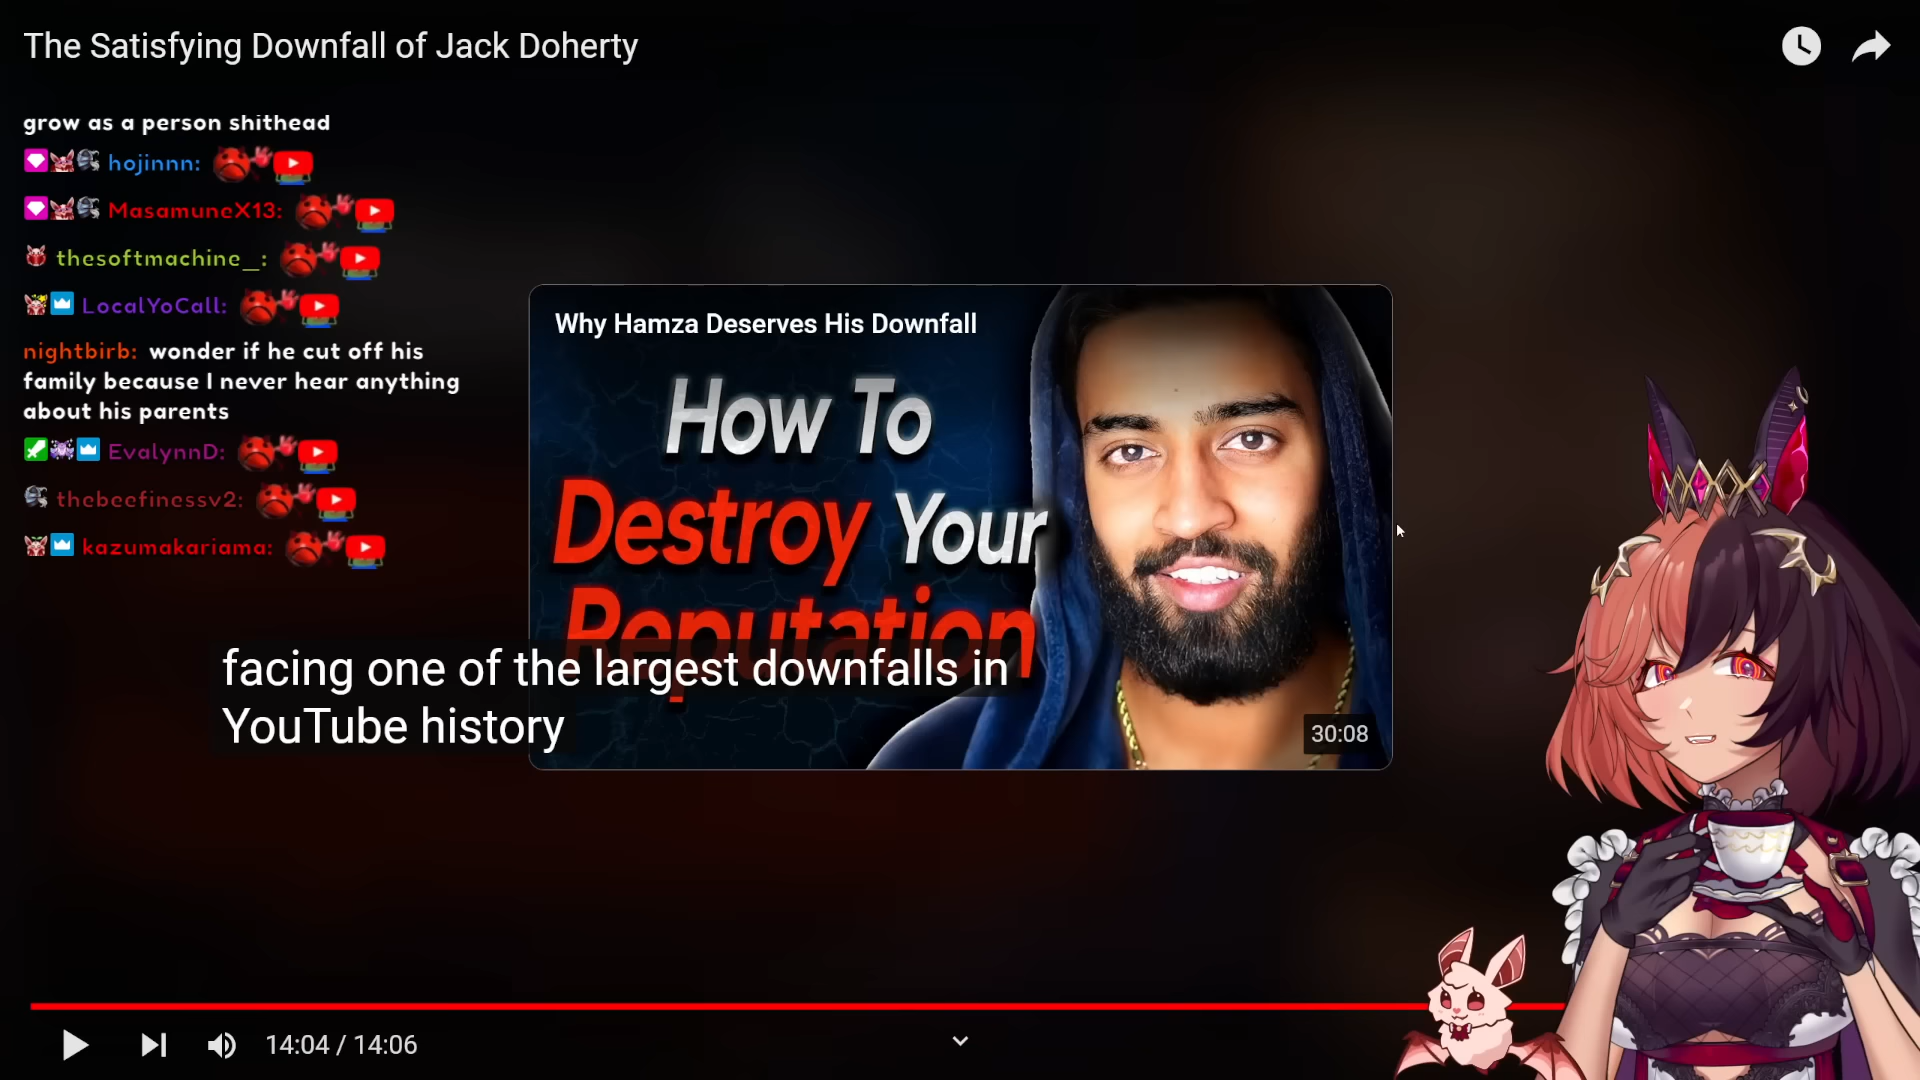 The Satisfying Downfall of Jack Doherty
grow as a person shithead
hojinnn:
MasamuneX13:
thesoftmachine_:
LocalYoCall:
nightbirb: wonder if he cut off his
family because I never hear anything
about his parents
EvalynnD:
thebeefinessv2:
kazumakariama:
Why Hamza Deserves His Downfall
How To
Destroy Your
Reputation
30:08
facing one of the largest downfalls in
YouTube history
14:04 / 14:06